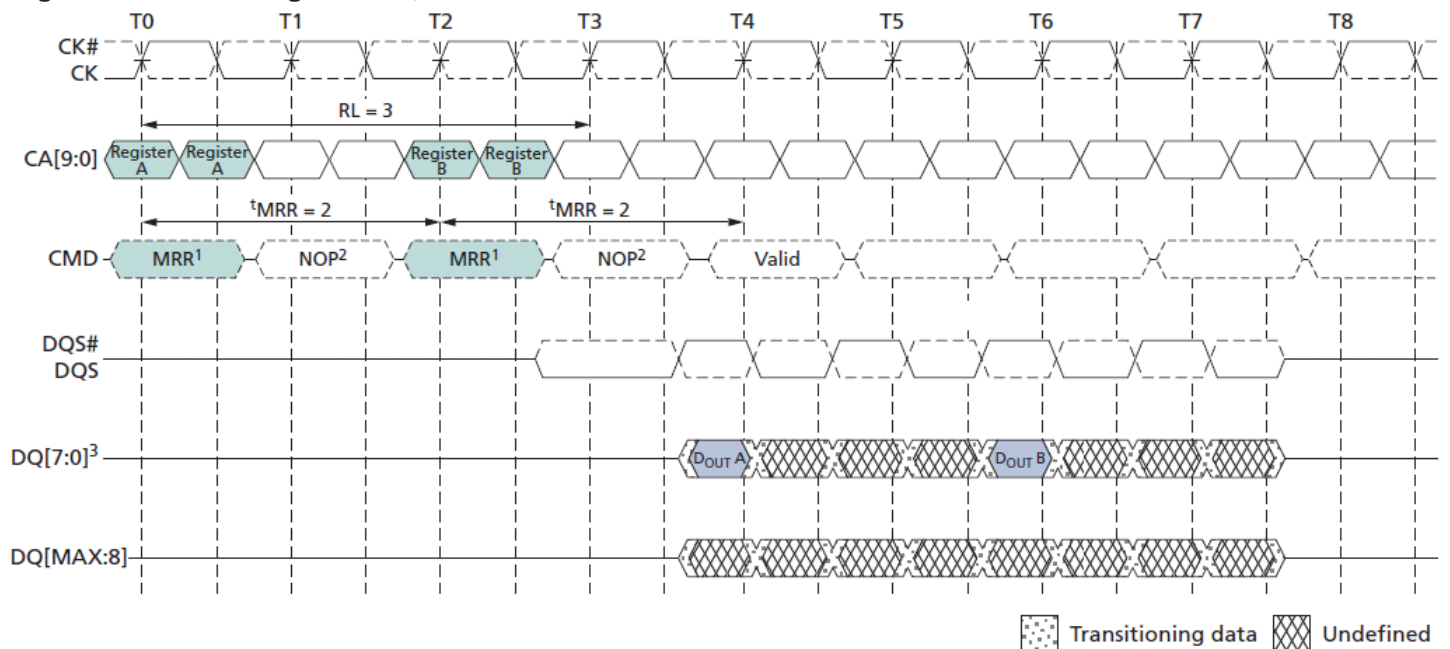 T0 T1 T2 T3 T4 T5 T6 T7 T8
CK#
CK
RL = 3
CA[9:0] Register A Register A Register B Register B
tMRR = 2 tMRR = 2
CMD MRR1 NOP2 MRR1 NOP2 Valid
DQS#
DQS
DQ[7:0]3 DOUT A DOUT B
DQ[MAX:8]
Transitioning data Undefined